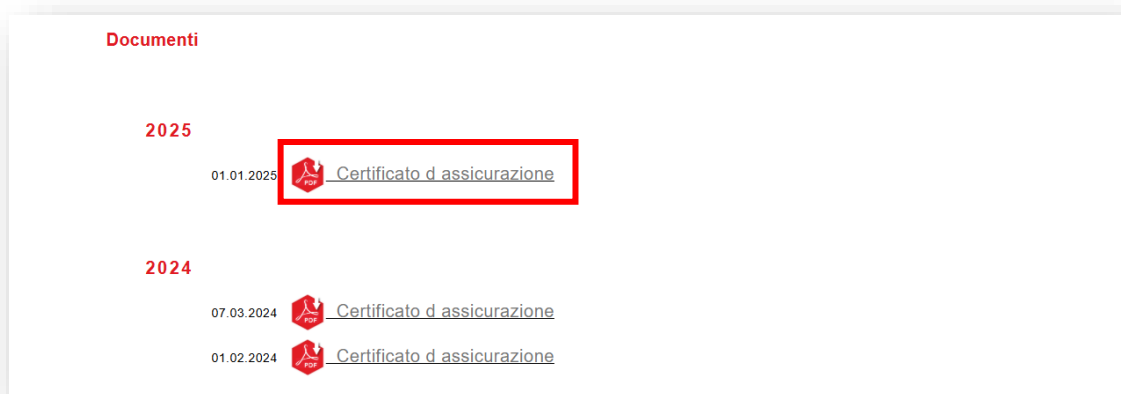 Documenti
2025
01.01.2025 PDF Certificato d assicurazione
2024
07.03.2024 PDF Certificato d assicurazione
01.02.2024 PDF Certificato d assicurazione